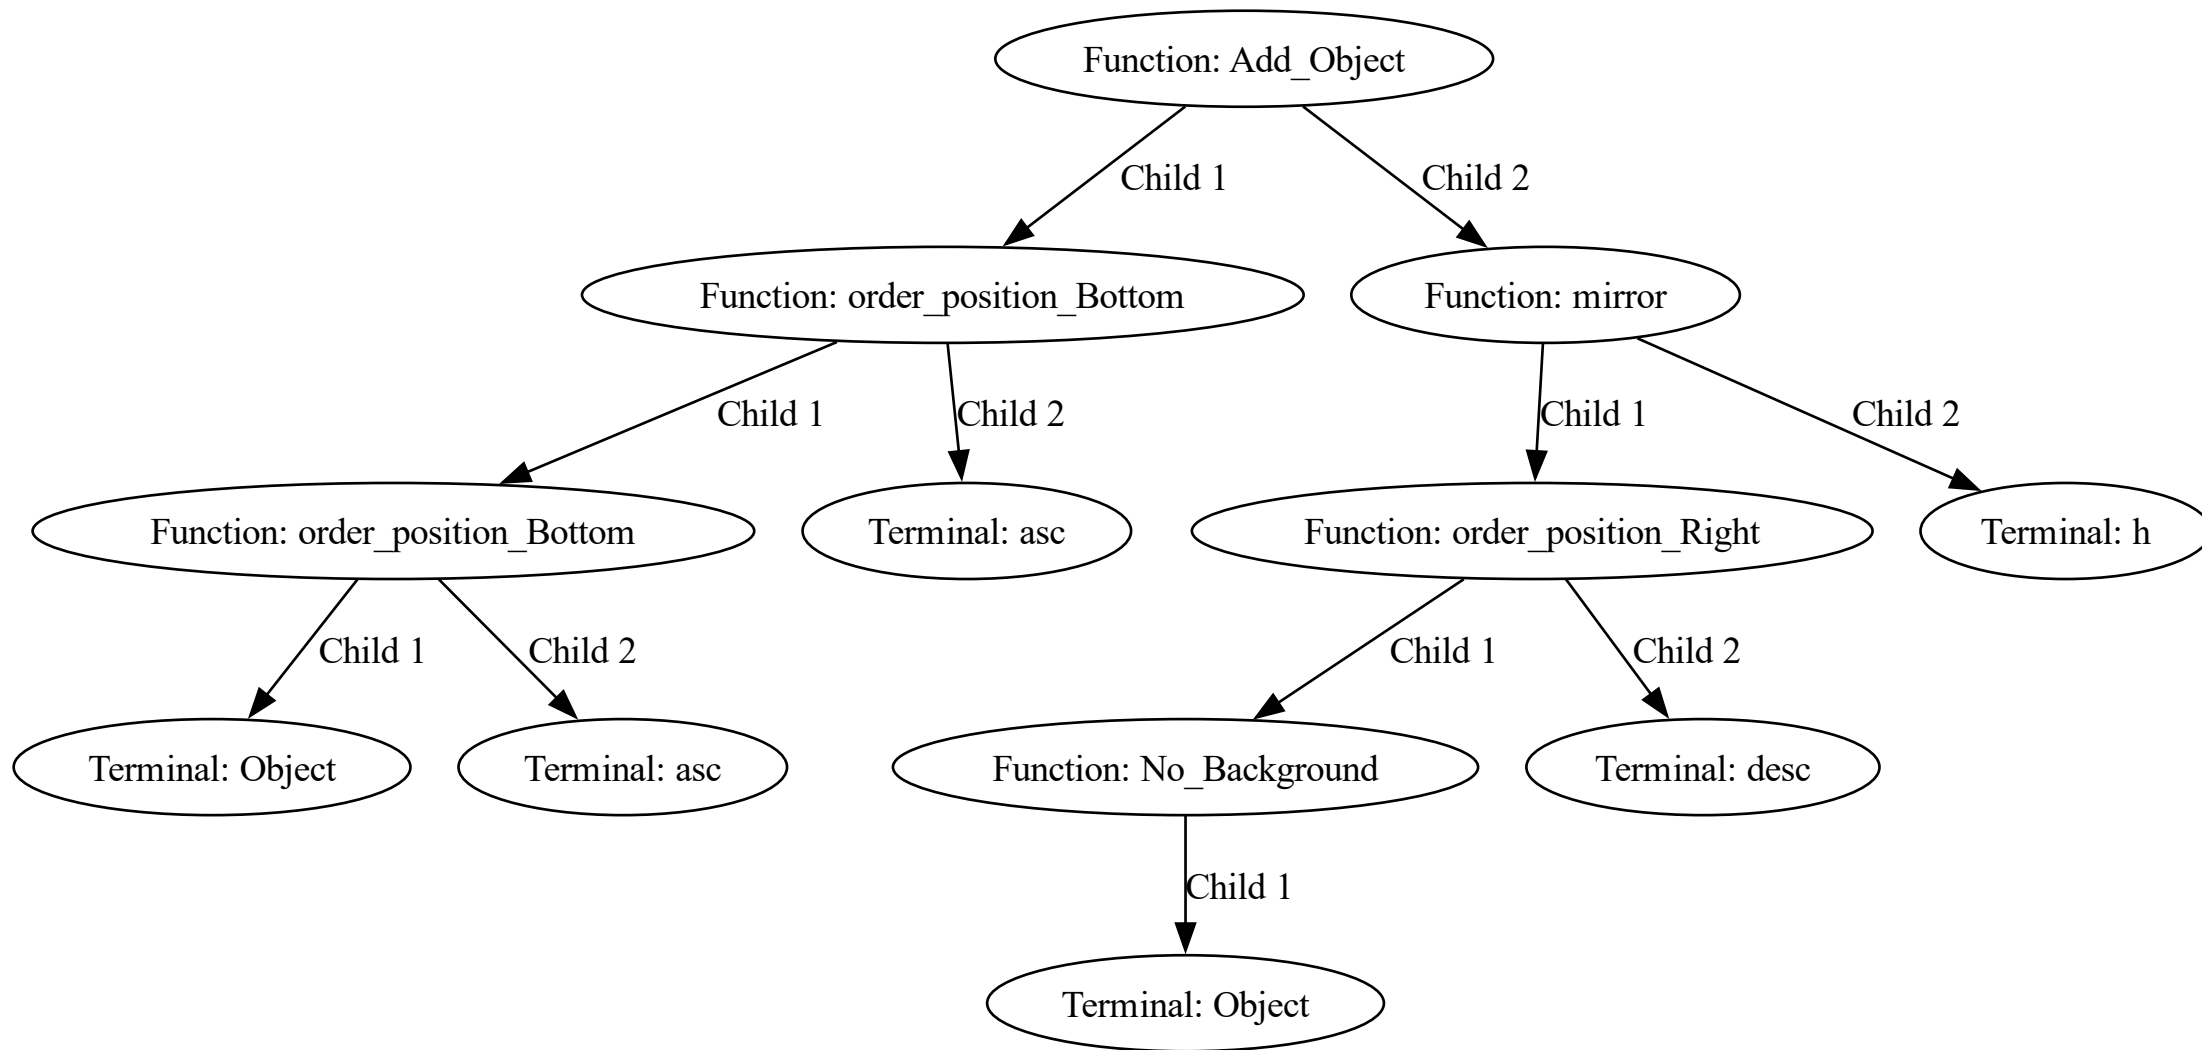 Function: Add_Object
Child 1
Child 2
Function: order_position_Bottom
Function: mirror
Child 1
Child 2
Child 1
Child 2
Function: order_position_Bottom
Terminal: asc
Function: order_position_Right
Terminal: h
Child 1
Child 2
Child 1
Child 2
Terminal: Object
Terminal: asc
Function: No_Background
Terminal: desc
Child 1
Terminal: Object